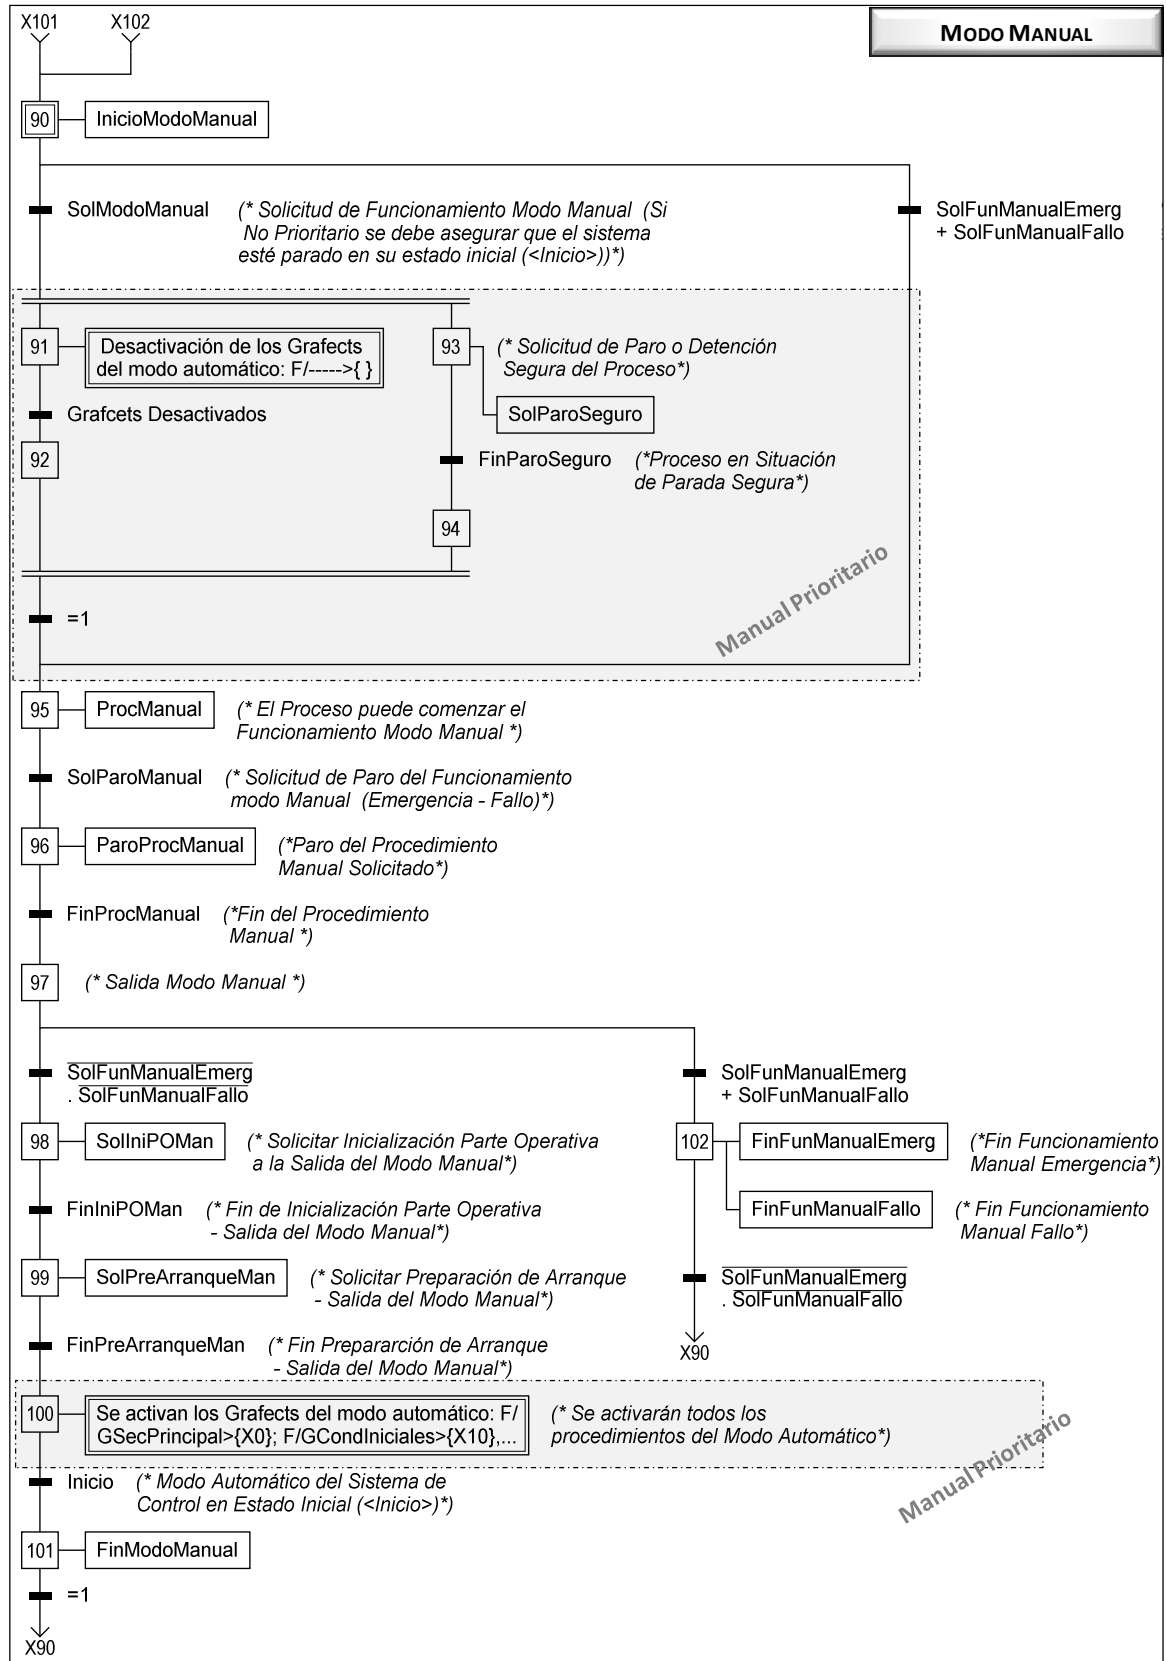 X101
X102
MODO MANUAL
90
InicioModoManual
SolModoManual
(* Solicitud de Funcionamiento Modo Manual (Si
No Prioritario se debe asegurar que el sistema
esté parado en su estado inicial (<Inicio>))*)
SolFunManualEmerg
+ SolFunManualFallo
91
Desactivación de los Grafects
del modo automático: F/----->{ }
93
(* Solicitud de Paro o Detención
Segura del Proceso*)
SolParoSeguro
Grafcets Desactivados
92
FinParoSeguro
(*Proceso en Situación
de Parada Segura*)
94
Manual Prioritario
=1
95
ProcManual
(* El Proceso puede comenzar el
Funcionamiento Modo Manual *)
SolParoManual
(* Solicitud de Paro del Funcionamiento
modo Manual (Emergencia - Fallo)*)
96
ParoProcManual
(*Paro del Procedimiento
Manual Solicitado*)
FinProcManual
(*Fin del Procedimiento
Manual *)
97
(* Salida Modo Manual *)
SolFunManualEmerg
. SolFunManualFallo
SolFunManualEmerg
+ SolFunManualFallo
98
SolIniPOMan
(* Solicitar Inicialización Parte Operativa
a la Salida del Modo Manual*)
102
FinFunManualEmerg
(*Fin Funcionamiento
Manual Emergencia*)
FinIniPOMan
(* Fin de Inicialización Parte Operativa
- Salida del Modo Manual*)
FinFunManualFallo
(* Fin Funcionamiento
Manual Fallo*)
99
SolPreArranqueMan
(* Solicitar Preparación de Arranque
- Salida del Modo Manual*)
SolFunManualEmerg
. SolFunManualFallo
FinPreArranqueMan
(* Fin Prepararción de Arranque
- Salida del Modo Manual*)
X90
100
Se activan los Grafects del modo automático: F/
GSecPrincipal>{X0}; F/GCondIniciales>{X10},...
(* Se activarán todos los
procedimientos del Modo Automático*)
Manual Prioritario
Inicio
(* Modo Automático del Sistema de
Control en Estado Inicial (<Inicio>)*)
101
FinModoManual
=1
X90